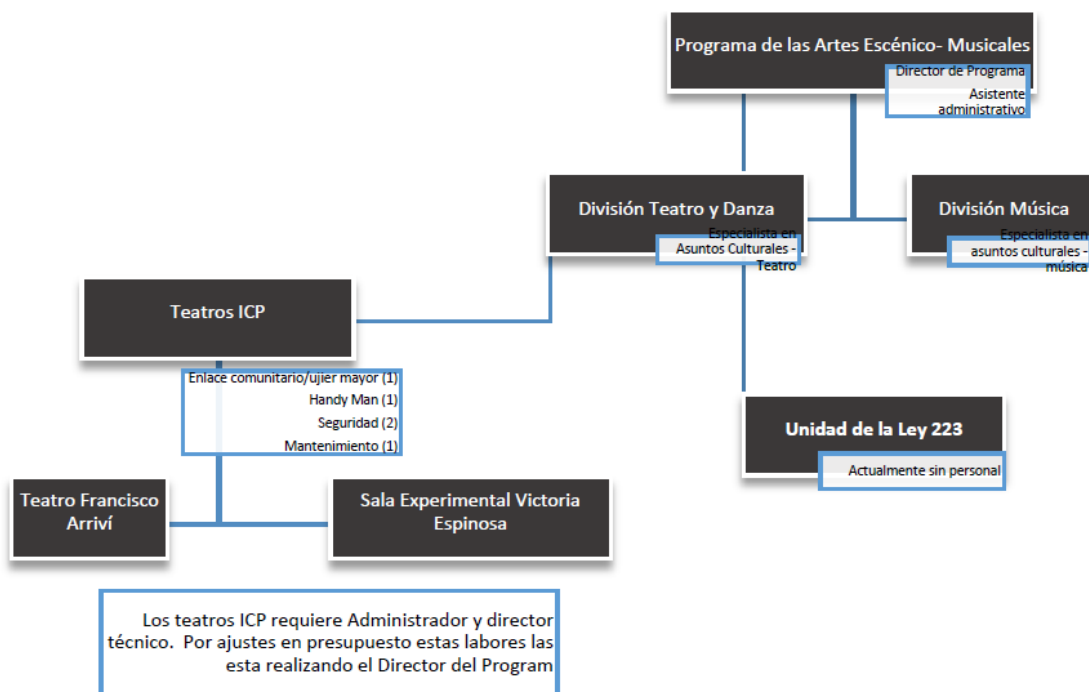 Programa de las Artes Escénico- Musicales
Director de Programa
Asistente
administrativo
División Teatro y Danza
Especialista en
Asuntos Culturales -
Teatro
División Música
Especialista en
asuntos culturales -
música
Teatros ICP
Enlace comunitario/ujier mayor (1)
Handy Man (1)
Seguridad (2)
Mantenimiento (1)
Unidad de la Ley 223
Actualmente sin personal
Teatro Francisco
Arriví
Sala Experimental Victoria
Espinosa
Los teatros ICP requiere Administrador y director
técnico.  Por ajustes en presupuesto estas labores las
esta realizando el Director del Program